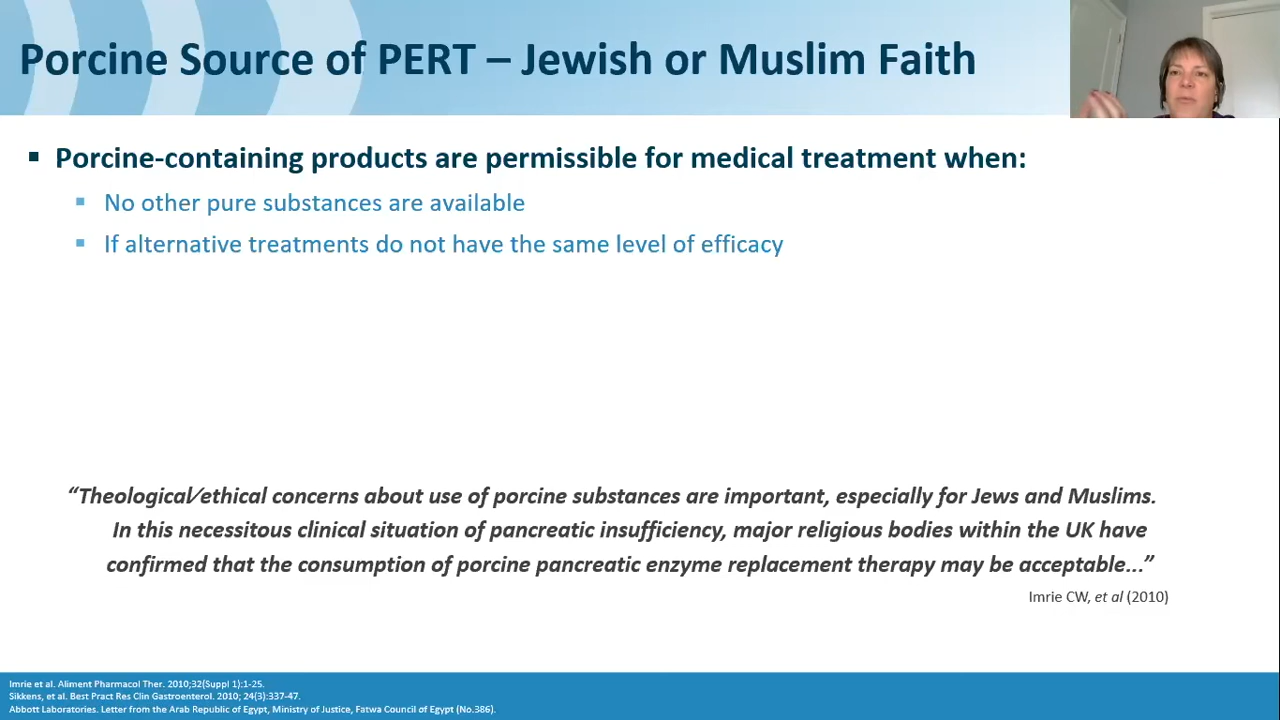 Porcine Source of PERT – Jewish or Muslim Faith
Porcine-containing products are permissible for medical treatment when:
No other pure substances are available
If alternative treatments do not have the same level of efficacy
“Theological/ethical concerns about use of porcine substances are important, especially for Jews and Muslims.
In this necessitous clinical situation of pancreatic insufficiency, major religious bodies within the UK have
confirmed that the consumption of porcine pancreatic enzyme replacement therapy may be acceptable...”
Imrie CW, et al (2010)
Imrie et al. Aliment Pharmacol Ther. 2010;32(Suppl 1):1-25.
Sikkens, et al. Best Pract Res Clin Gastroenterol. 2010; 24(3):337-47.
Abbott Laboratories. Letter from the Arab Republic of Egypt, Ministry of Justice, Fatwa Council of Egypt (No.386).